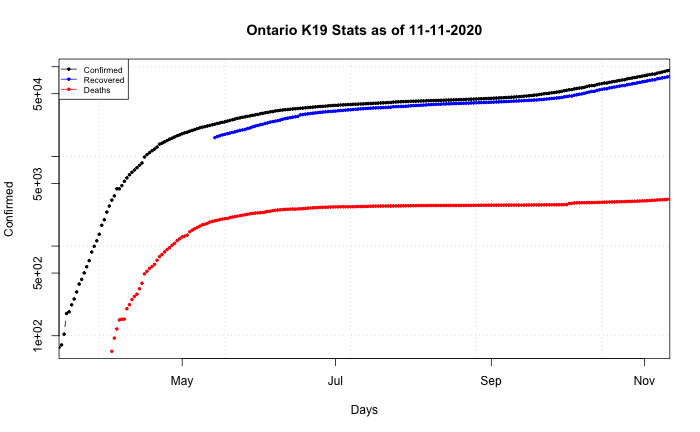 Ontario K19 Stats as of 11-11-2020
Confirmed
Recovered
Deaths
5e+04
5e+03
5e+02
1e+02
Confirmed
May
Jul
Sep
Nov
Days